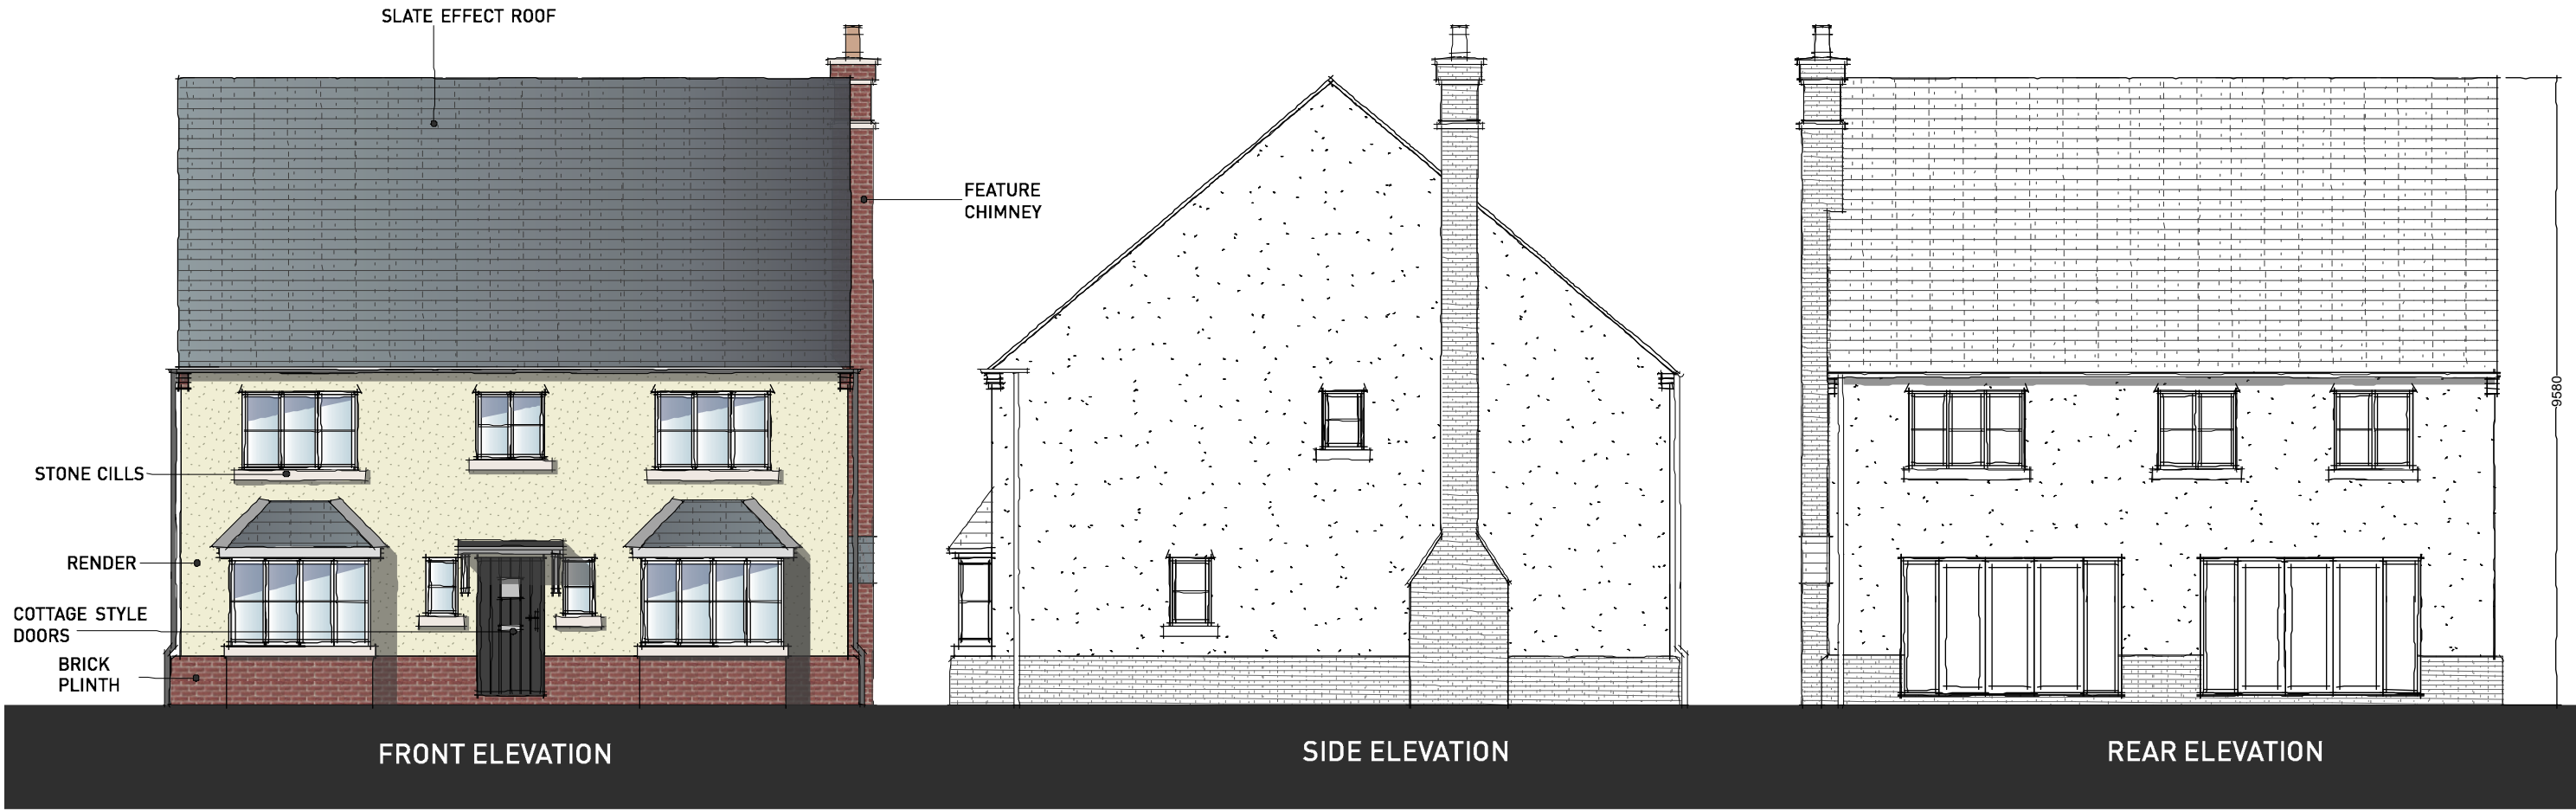 SLATE EFFECT ROOF
FEATURE
CHIMNEY
STONE CILLS
RENDER
COTTAGE STYLE
DOORS
BRICK
PLINTH
9580
FRONT ELEVATION
SIDE ELEVATION
REAR ELEVATION